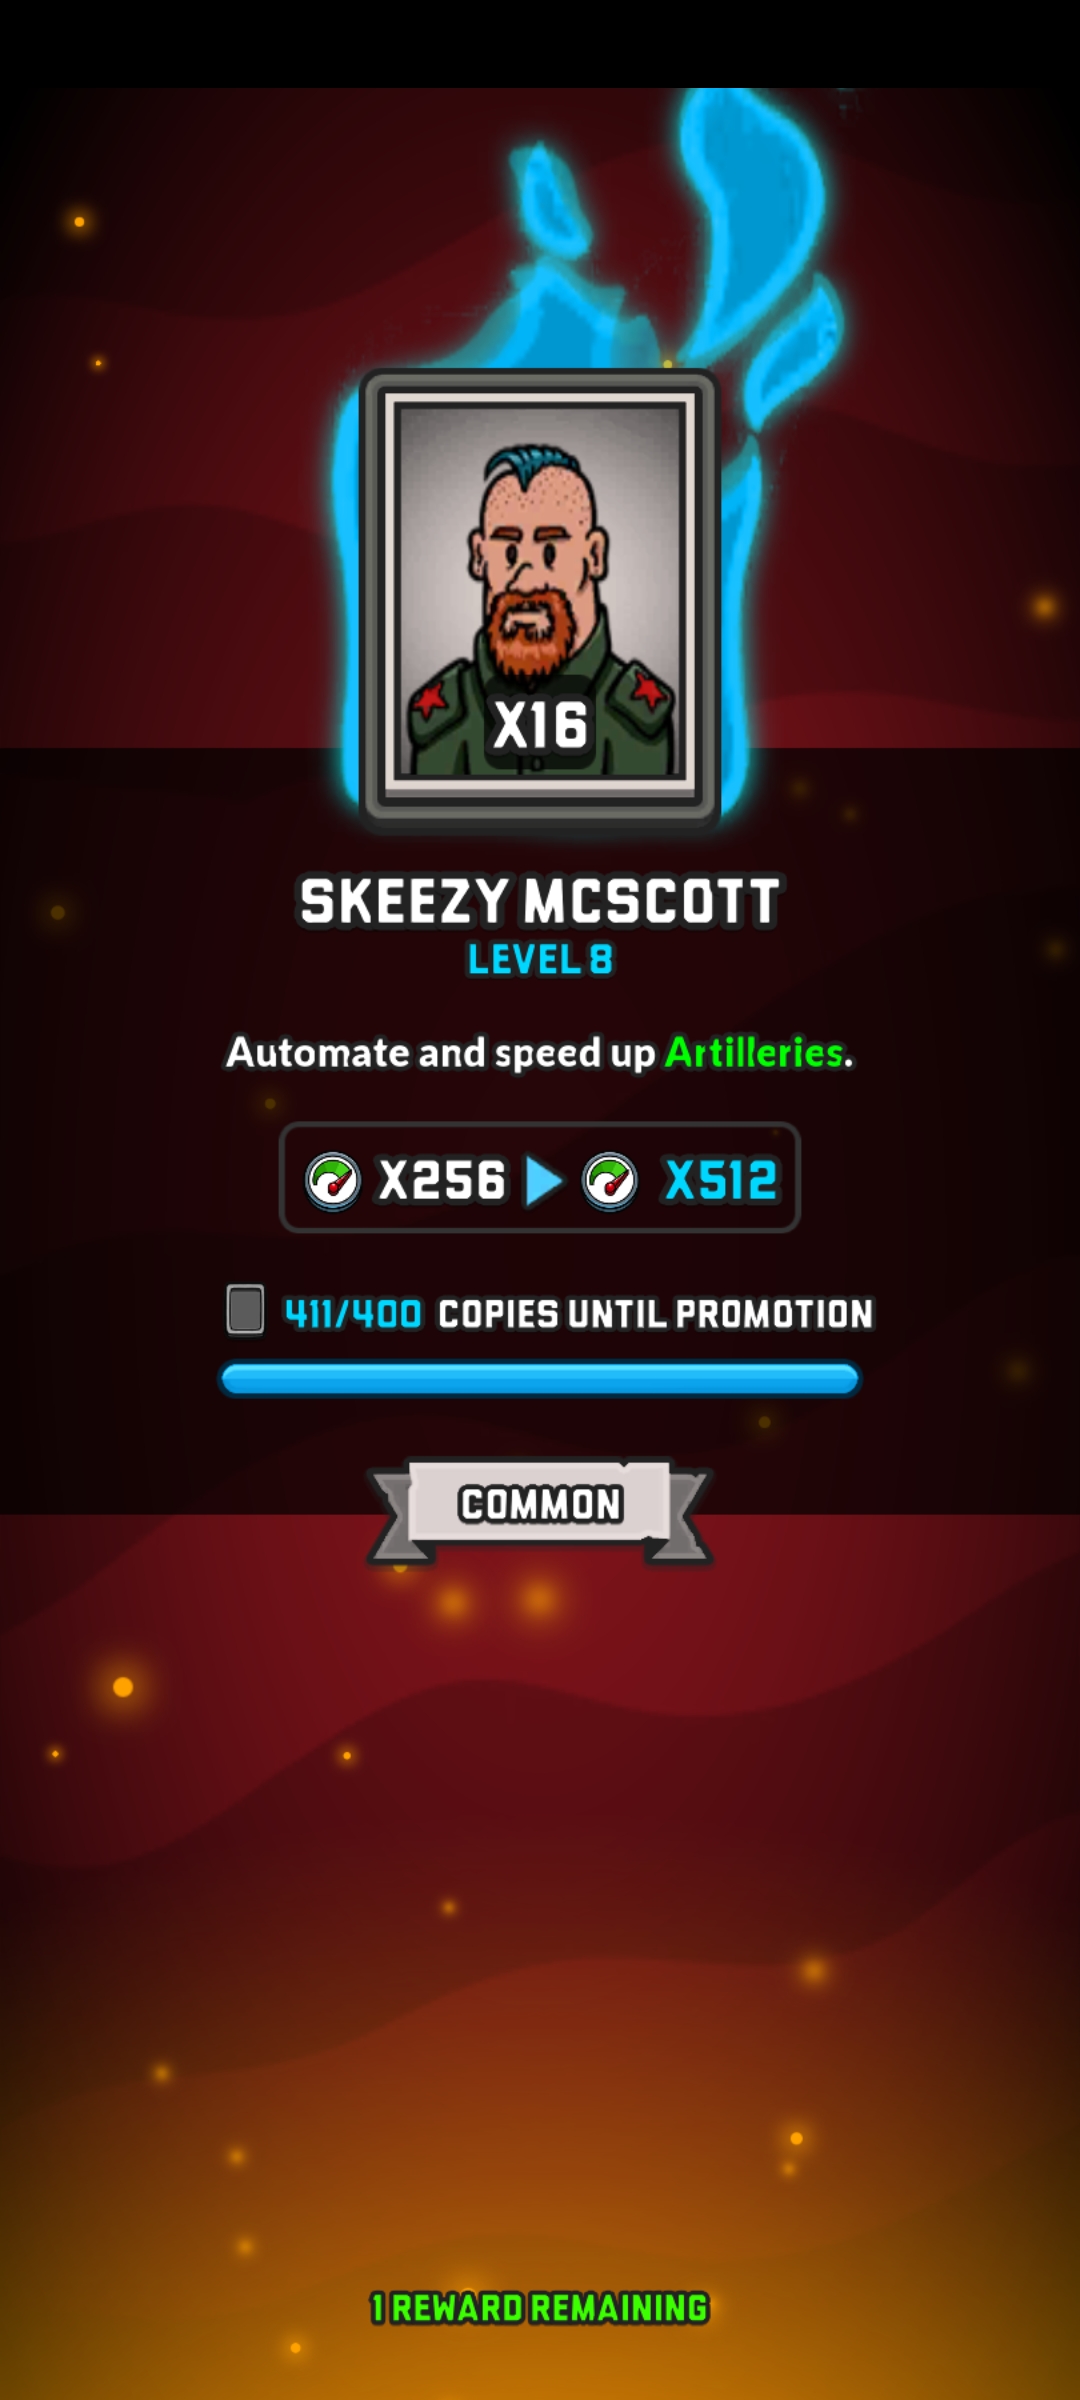 X16
SKEEZY MCSCOTT
LEVEL 8
Automate and speed up Artilleries.
X256 X512
411/400 COPIES UNTIL PROMOTION
COMMON
1 REWARD REMAINING